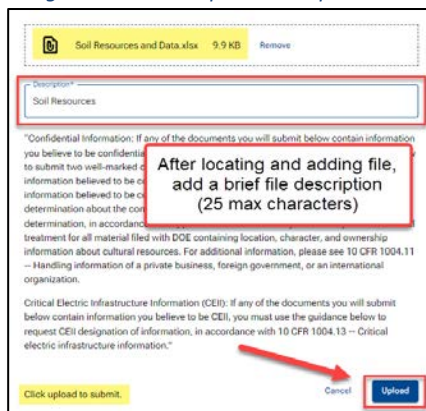 Soil Resources and Data.xlsx 9.9 KB Remove
Description*
Soil Resources
"Confidential Information: If any of the documents you will submit below contain information
you believe to be confidentia
to submit two well-marked c
information believed to be c
information believed to be c
determination about the con
determination, in accordanc
treatment for all material filed with DOE containing location, character, and ownership
information about cultural resources. For additional information, please see 10 CFR 1004.11
-- Handling information of a private business, foreign government, or an international
organization.
After locating and adding file,
add a brief file description
(25 max characters)
Critical Electric Infrastructure Information (CEII): If any of the documents you will submit
below contain information you believe to be CEII, you must use the guidance below to
request CEII designation of information, in accordance with 10 CFR 1004.13 -- Critical
electric infrastructure information."
Click upload to submit.
Cancel Upload